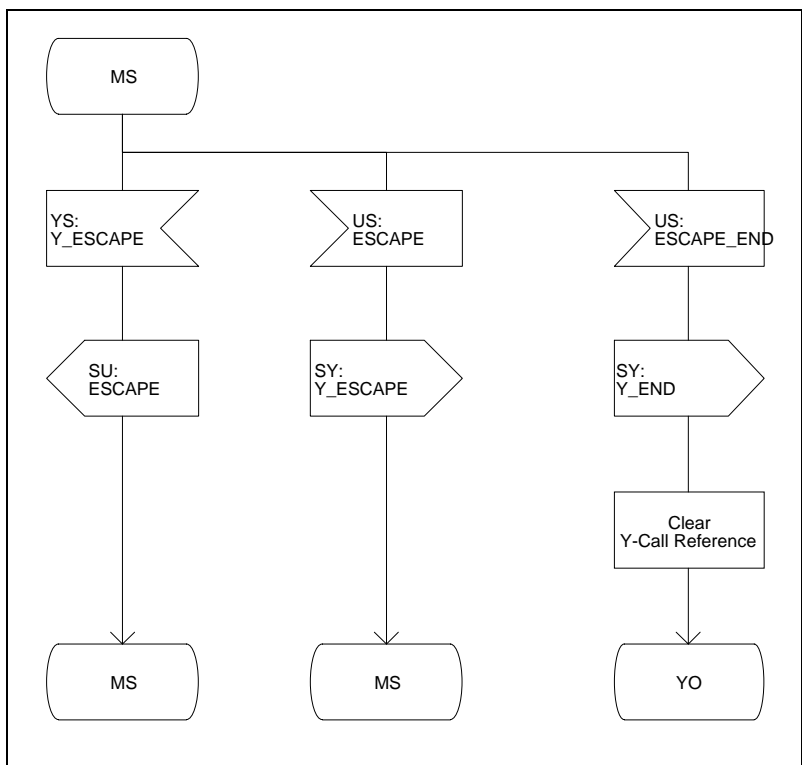 MS
YS:
Y_ESCAPE
US:
ESCAPE
US:
ESCAPE_END
SU:
ESCAPE
SY:
Y_ESCAPE
SY:
Y_END
Clear
Y-Call Reference
MS
MS
YO